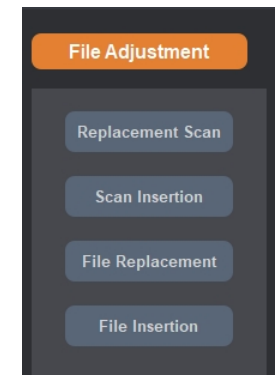 File Adjustment
Replacement Scan
Scan Insertion
File Replacement
File Insertion